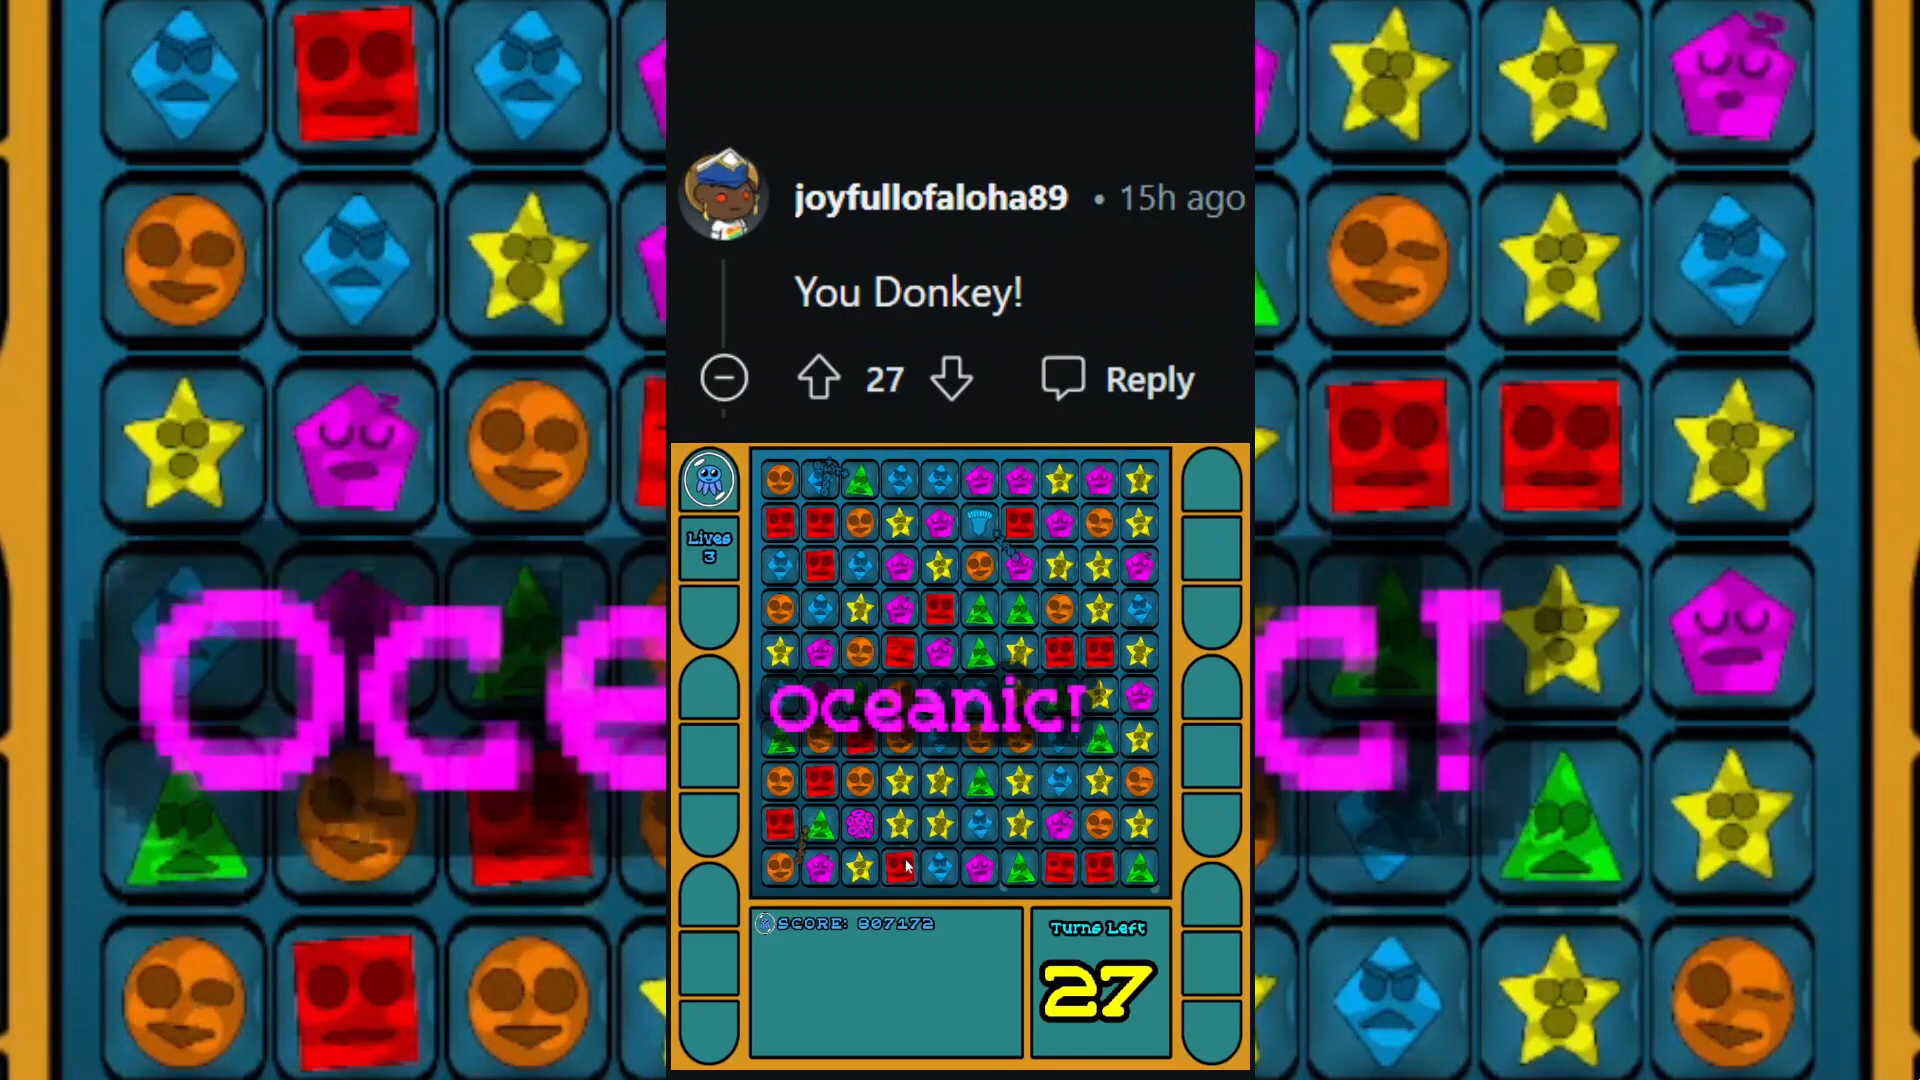 joyfullofaloha89 • 15h ago
You Donkey!
27 Reply
Lives
3
Oceanic!
SCORE: 807172
Turns Left
27